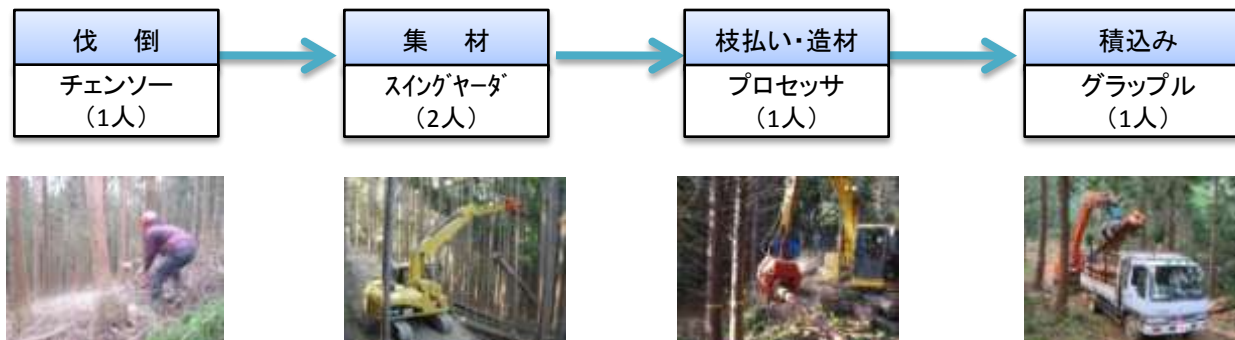 伐　倒
チェンソー
（1人）
集　材
ｽｲﾝｸﾞﾔｰﾀﾞ
（2人）
枝払い・造材
プロセッサ
（1人）
積込み
グラップル
（1人）